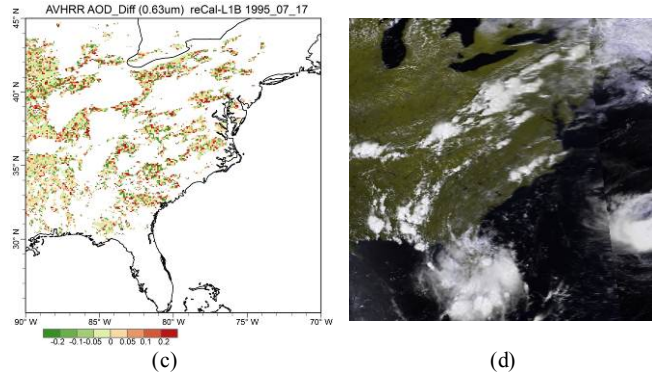 AVHRR AOD_Diff (0.63um) reCal-L1B 1995_07_17
45° N
40° N
35° N
30° N
90° W 85° W 80° W 75° W 70° W
-0.2 -0.1 -0.05 0 0.05 0.1 0.2
(c) (d)